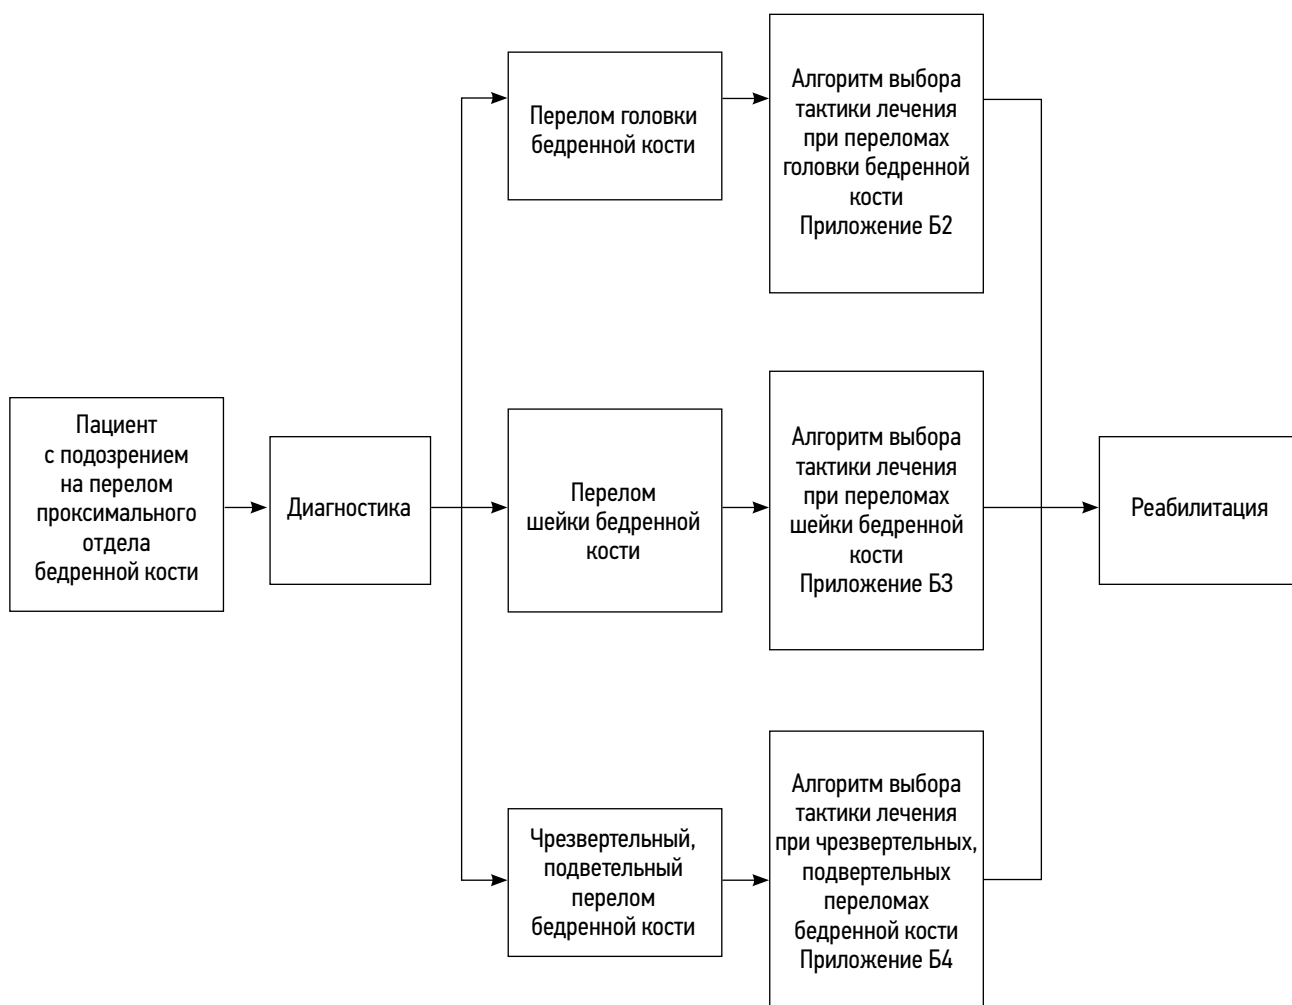 Пациент
с подозрением
на перелом
проксимального
отдела
бедренной кости
Диагностика
Перелом головки
бедренной кости
Алгоритм выбора
тактики лечения
при переломах
головки бедренной
кости
Приложение Б2
Перелом
шейки бедренной
кости
Алгоритм выбора
тактики лечения
при переломах
шейки бедренной
кости
Приложение Б3
Чрезвертельный,
подветельный
перелом
бедренной кости
Алгоритм выбора
тактики лечения
при чрезвертельных,
подвертельных
переломах
бедренной кости
Приложение Б4
Реабилитация